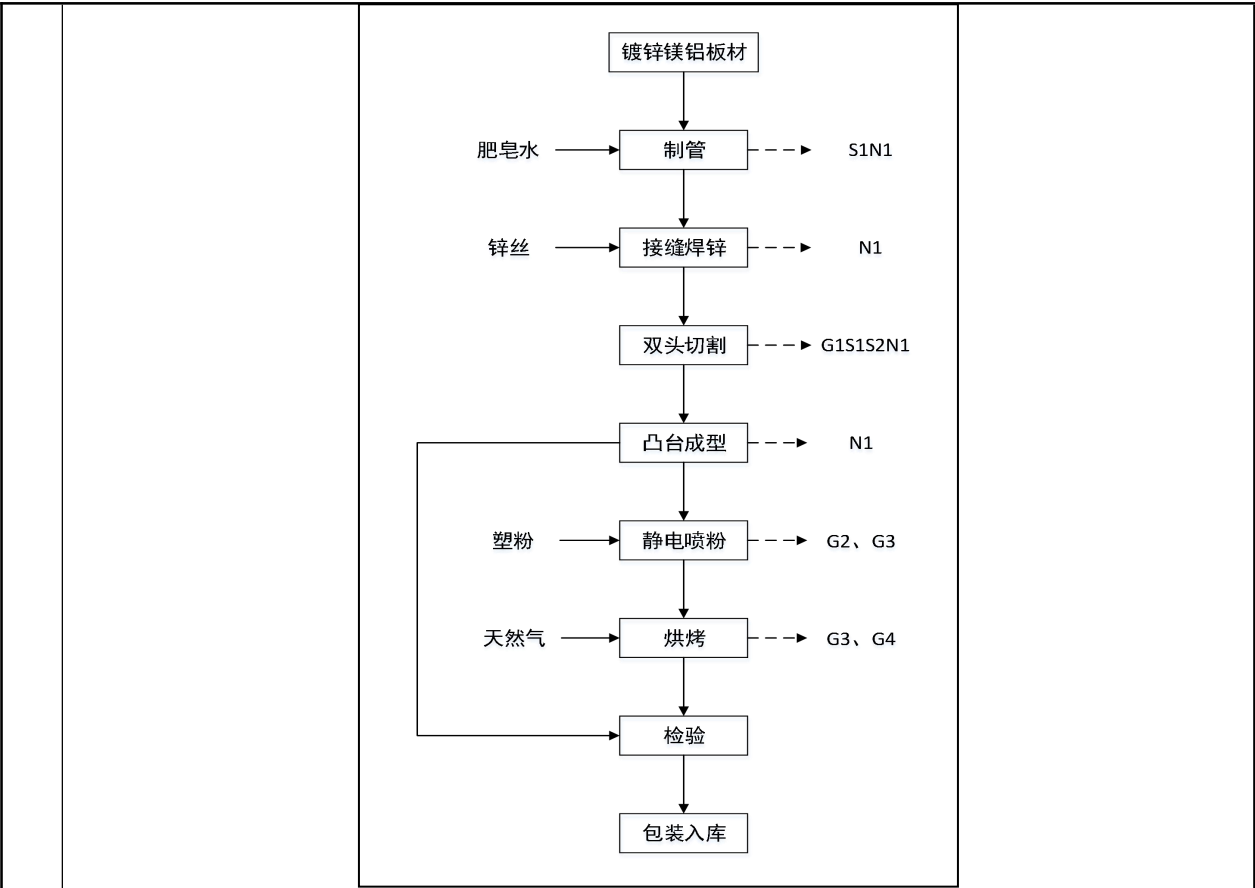 镀锌镁铝板材
肥皂水 制管 S1N1
锌丝 接缝焊锌 N1
双头切割 G1S1S2N1
凸台成型 N1
塑粉 静电喷粉 G2、G3
天然气 烘烤 G3、G4
检验
包装入库